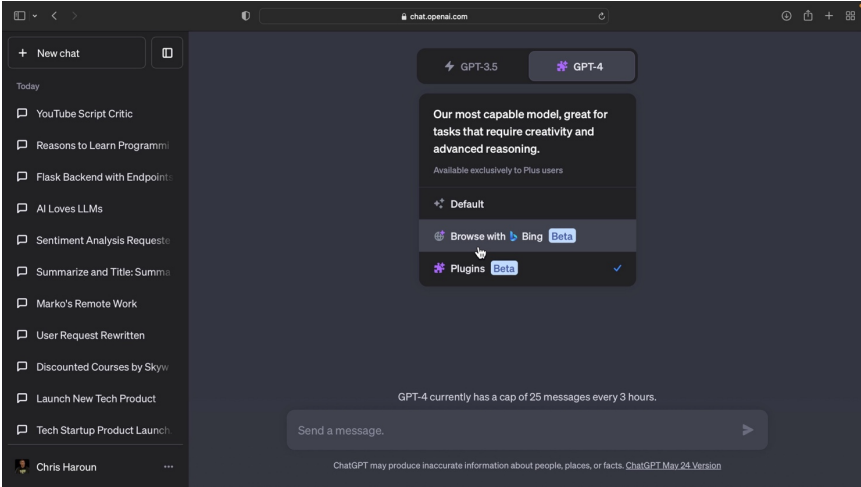 chat.openai.com
New chat
Today
YouTube Script Critic
Reasons to Learn Programmi
Flask Backend with Endpoints
AI Loves LLMs
Sentiment Analysis Requeste
Summarize and Title: Summa
Marko's Remote Work
User Request Rewritten
Discounted Courses by Skyw
Launch New Tech Product
Tech Startup Product Launch
Chris Haroun
GPT-3.5 GPT-4
Our most capable model, great for
tasks that require creativity and
advanced reasoning.
Available exclusively to Plus users
Default
Browse with Bing Beta
Plugins Beta
GPT-4 currently has a cap of 25 messages every 3 hours.
Send a message.
ChatGPT may produce inaccurate information about people, places, or facts. ChatGPT May 24 Version